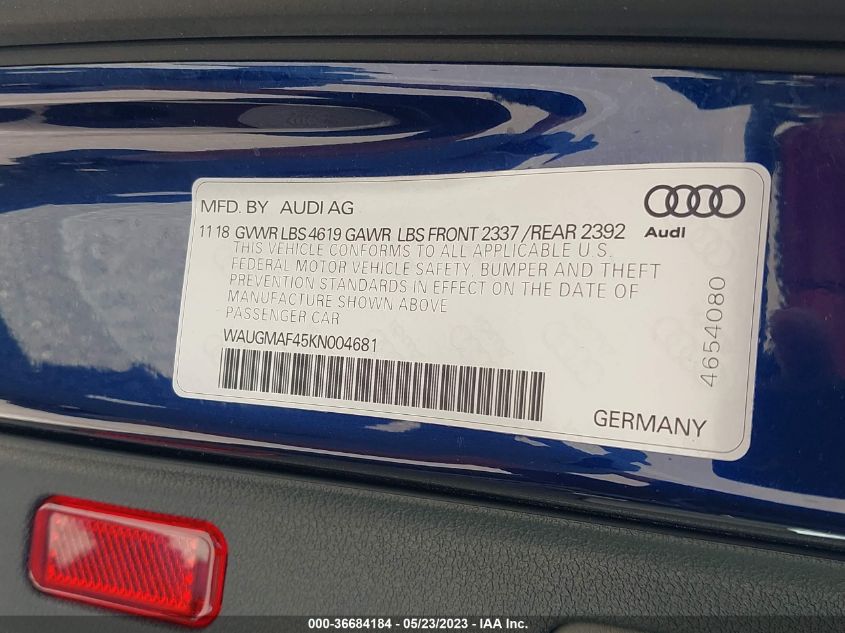 MFD. BY AUDI AG
11 18 GVWR LBS 4619 GAWR LBS FRONT 2337 /REAR 2392
THIS VEHICLE CONFORMS TO ALL APPLICABLE U.S.
FEDERAL MOTOR VEHICLE SAFETY, BUMPER AND THEFT
PREVENTION STANDARDS IN EFFECT ON THE DATE OF
MANUFACTURE SHOWN ABOVE
PASSENGER CAR
WAUGMAF45KN004681
Audi
4654080
GERMANY
000-36684184 - 05/23/2023 - IAA Inc.